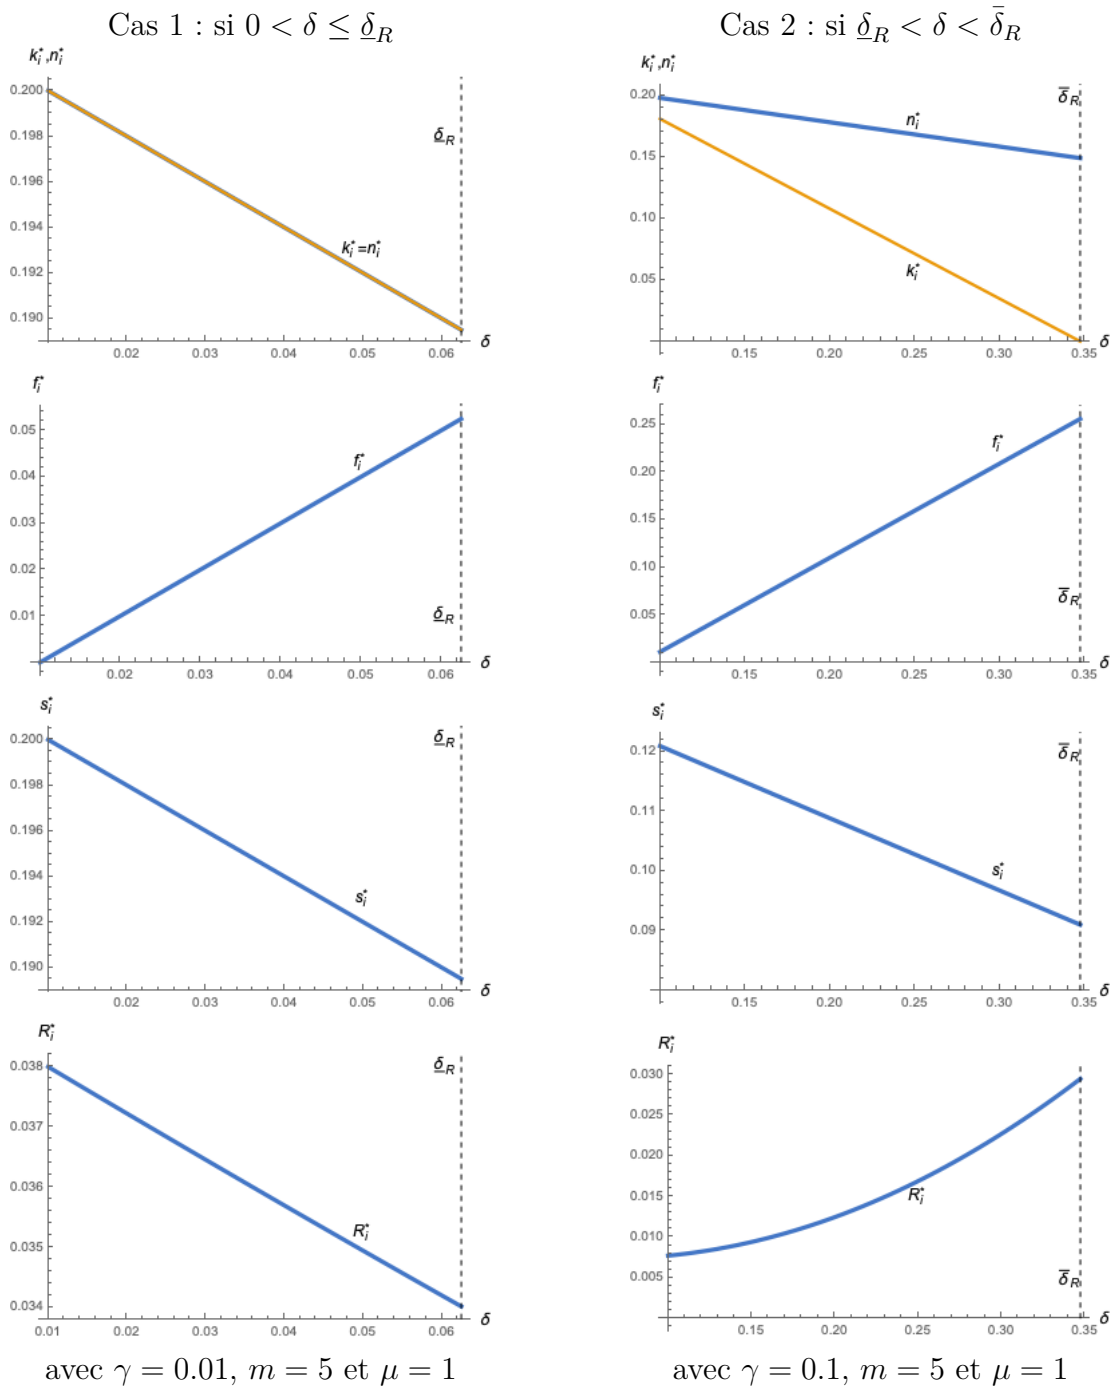 Cas 1 : si 0 < δ ≤ δ̲_R
k_i^*,n_i^*
0.200
0.198
0.196
0.194
0.192
0.190
δ̲_R
k_i^*=n_i^*
0.02 0.03 0.04 0.05 0.06 δ
f_i^*
0.05
0.04
0.03
0.02
0.01
f_i^*
δ̲_R
0.02 0.03 0.04 0.05 0.06 δ
s_i^*
0.200
0.198
0.196
0.194
0.192
0.190
δ̲_R
s_i^*
0.02 0.03 0.04 0.05 0.06 δ
R_i^*
0.038
0.037
0.036
0.035
0.034
δ̲_R
R_i^*
0.01 0.02 0.03 0.04 0.05 0.06 δ
avec γ = 0.01, m = 5 et μ = 1
Cas 2 : si δ̲_R < δ < δ̄_R
k_i^*,n_i^*
0.20
0.15
0.10
0.05
δ̄_R
n_i^*
k_i^*
0.15 0.20 0.25 0.30 0.35 δ
f_i^*
0.25
0.20
0.15
0.10
0.05
f_i^*
δ̄_R
0.15 0.20 0.25 0.30 0.35 δ
s_i^*
0.12
0.11
0.10
0.09
δ̄_R
s_i^*
0.15 0.20 0.25 0.30 0.35 δ
R_i^*
0.030
0.025
0.020
0.015
0.010
0.005
R_i^*
δ̄_R
0.15 0.20 0.25 0.30 0.35 δ
avec γ = 0.1, m = 5 et μ = 1